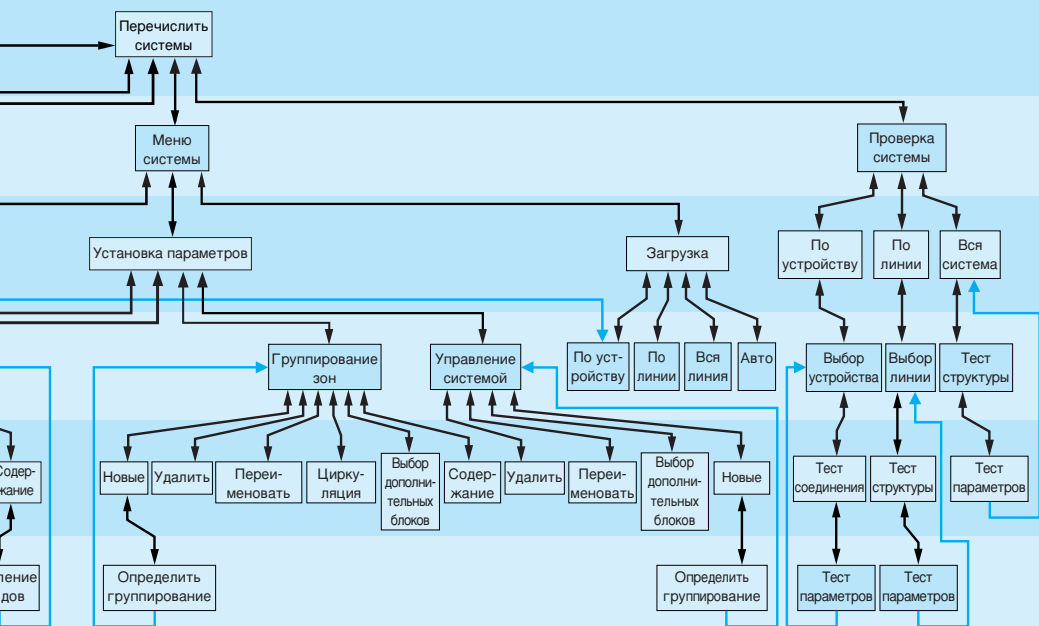 Перечислить
системы
Меню
системы
Проверка
системы
Установка параметров
Загрузка
По
устройству
По
линии
Вся
система
Группирование
зон
Управление
системой
По уст-
ройству
По
линии
Вся
линия
Авто
Выбор
устройства
Выбор
линии
Тест
структуры
Содер-
жание
Новые
Удалить
Переи-
меновать
Цирку-
ляция
Выбор
дополни-
тельных
блоков
Содер-
жание
Удалить
Переи-
меновать
Выбор
дополни-
тельных
блоков
Новые
Тест
соединения
Тест
структуры
Тест
параметров
ление
дов
Определить
группирование
Определить
группирование
Тест
параметров
Тест
параметров